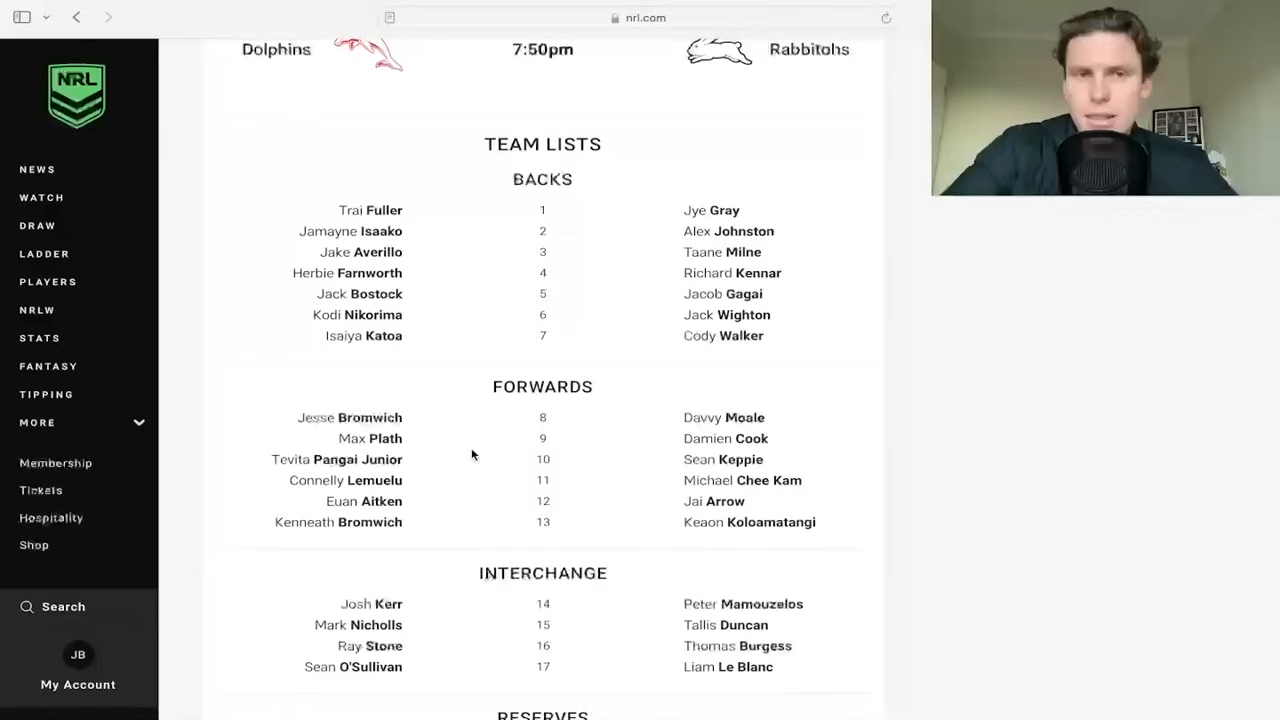 nrl.com
Dolphins 7:50pm Rabbitohs
NRL
NEWS
WATCH
DRAW
LADDER
PLAYERS
NRLW
STATS
FANTASY
TIPPING
MORE
Membership
Tickets
Hospitality
Shop
Search
JB
My Account
TEAM LISTS
BACKS
Trai Fuller 1 Jye Gray
Jamayne Isaako 2 Alex Johnston
Jake Averillo 3 Taane Milne
Herbie Farnworth 4 Richard Kennar
Jack Bostock 5 Jacob Gagai
Kodi Nikorima 6 Jack Wighton
Isaiya Katoa 7 Cody Walker
FORWARDS
Jesse Bromwich 8 Davvy Moale
Max Plath 9 Damien Cook
Tevita Pangai Junior 10 Sean Keppie
Connelly Lemuelu 11 Michael Chee Kam
Euan Aitken 12 Jai Arrow
Kenneath Bromwich 13 Keaon Koloamatangi
INTERCHANGE
Josh Kerr 14 Peter Mamouzelos
Mark Nicholls 15 Tallis Duncan
Ray Stone 16 Thomas Burgess
Sean O'Sullivan 17 Liam Le Blanc
RESERVES